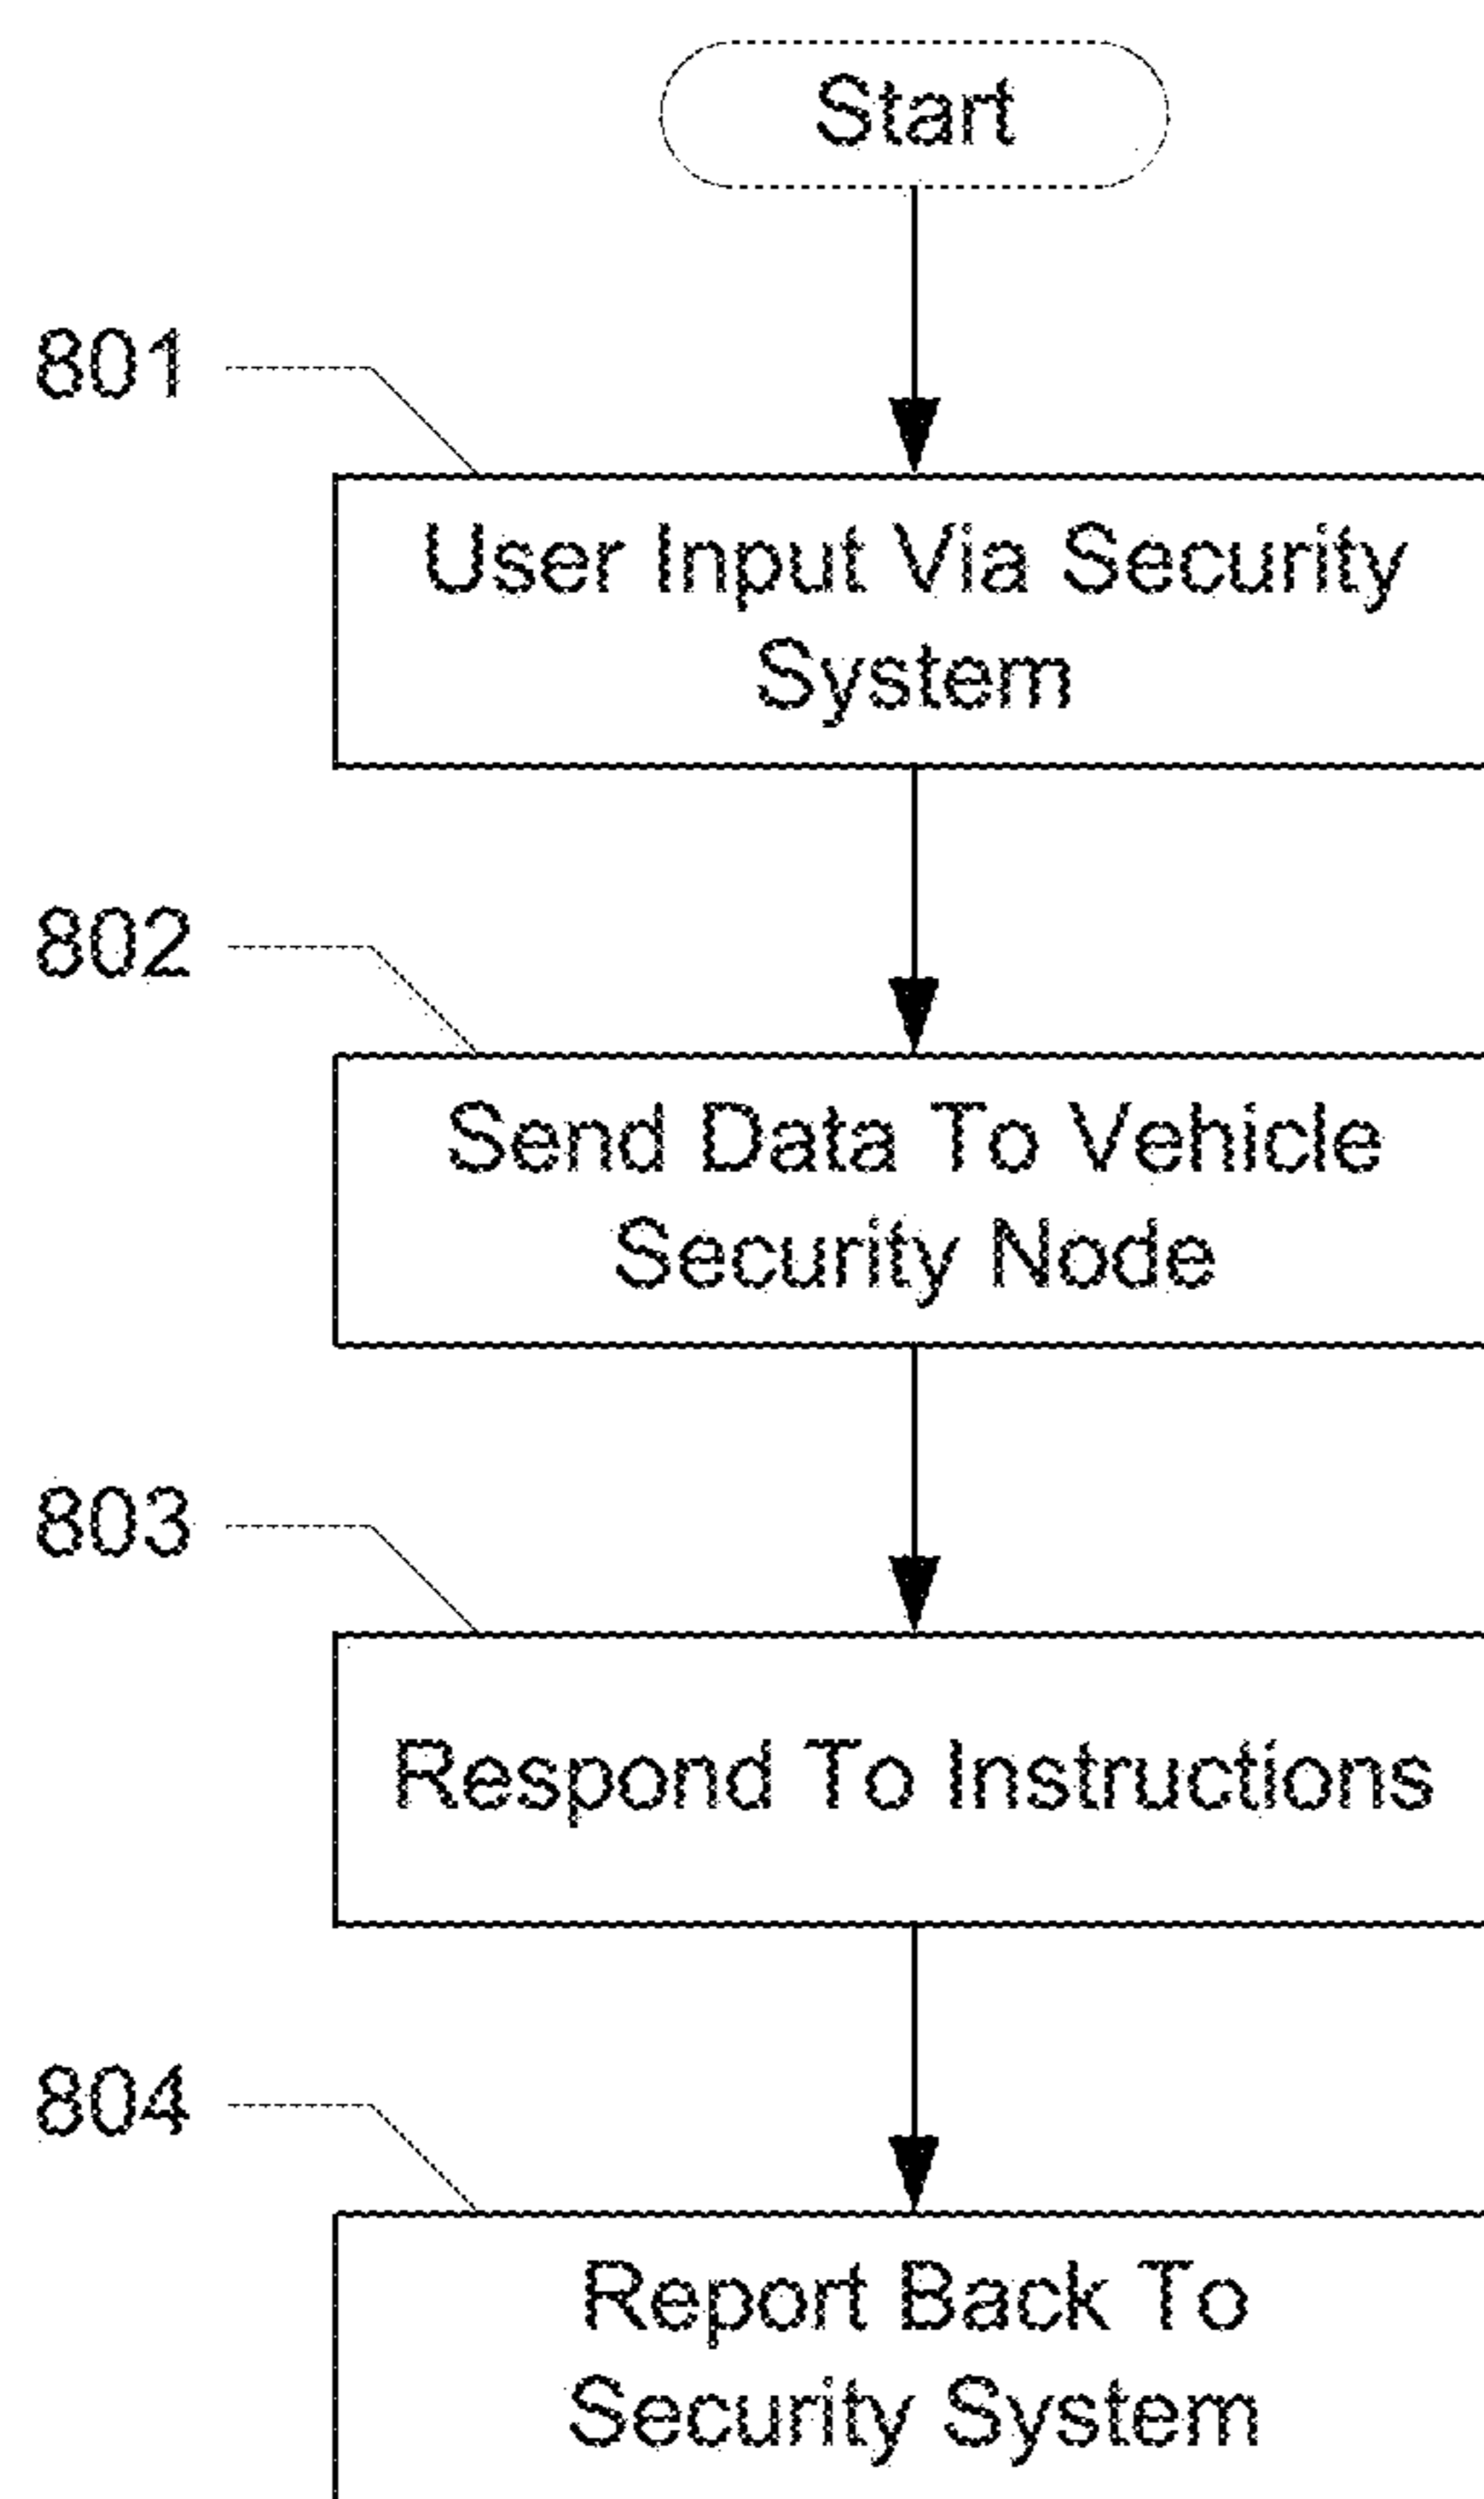 Start
801
User Input Via Security
System
802
Send Data To Vehicle
Security Node
803
Respond To Instructions
804
Report Back To
Security System